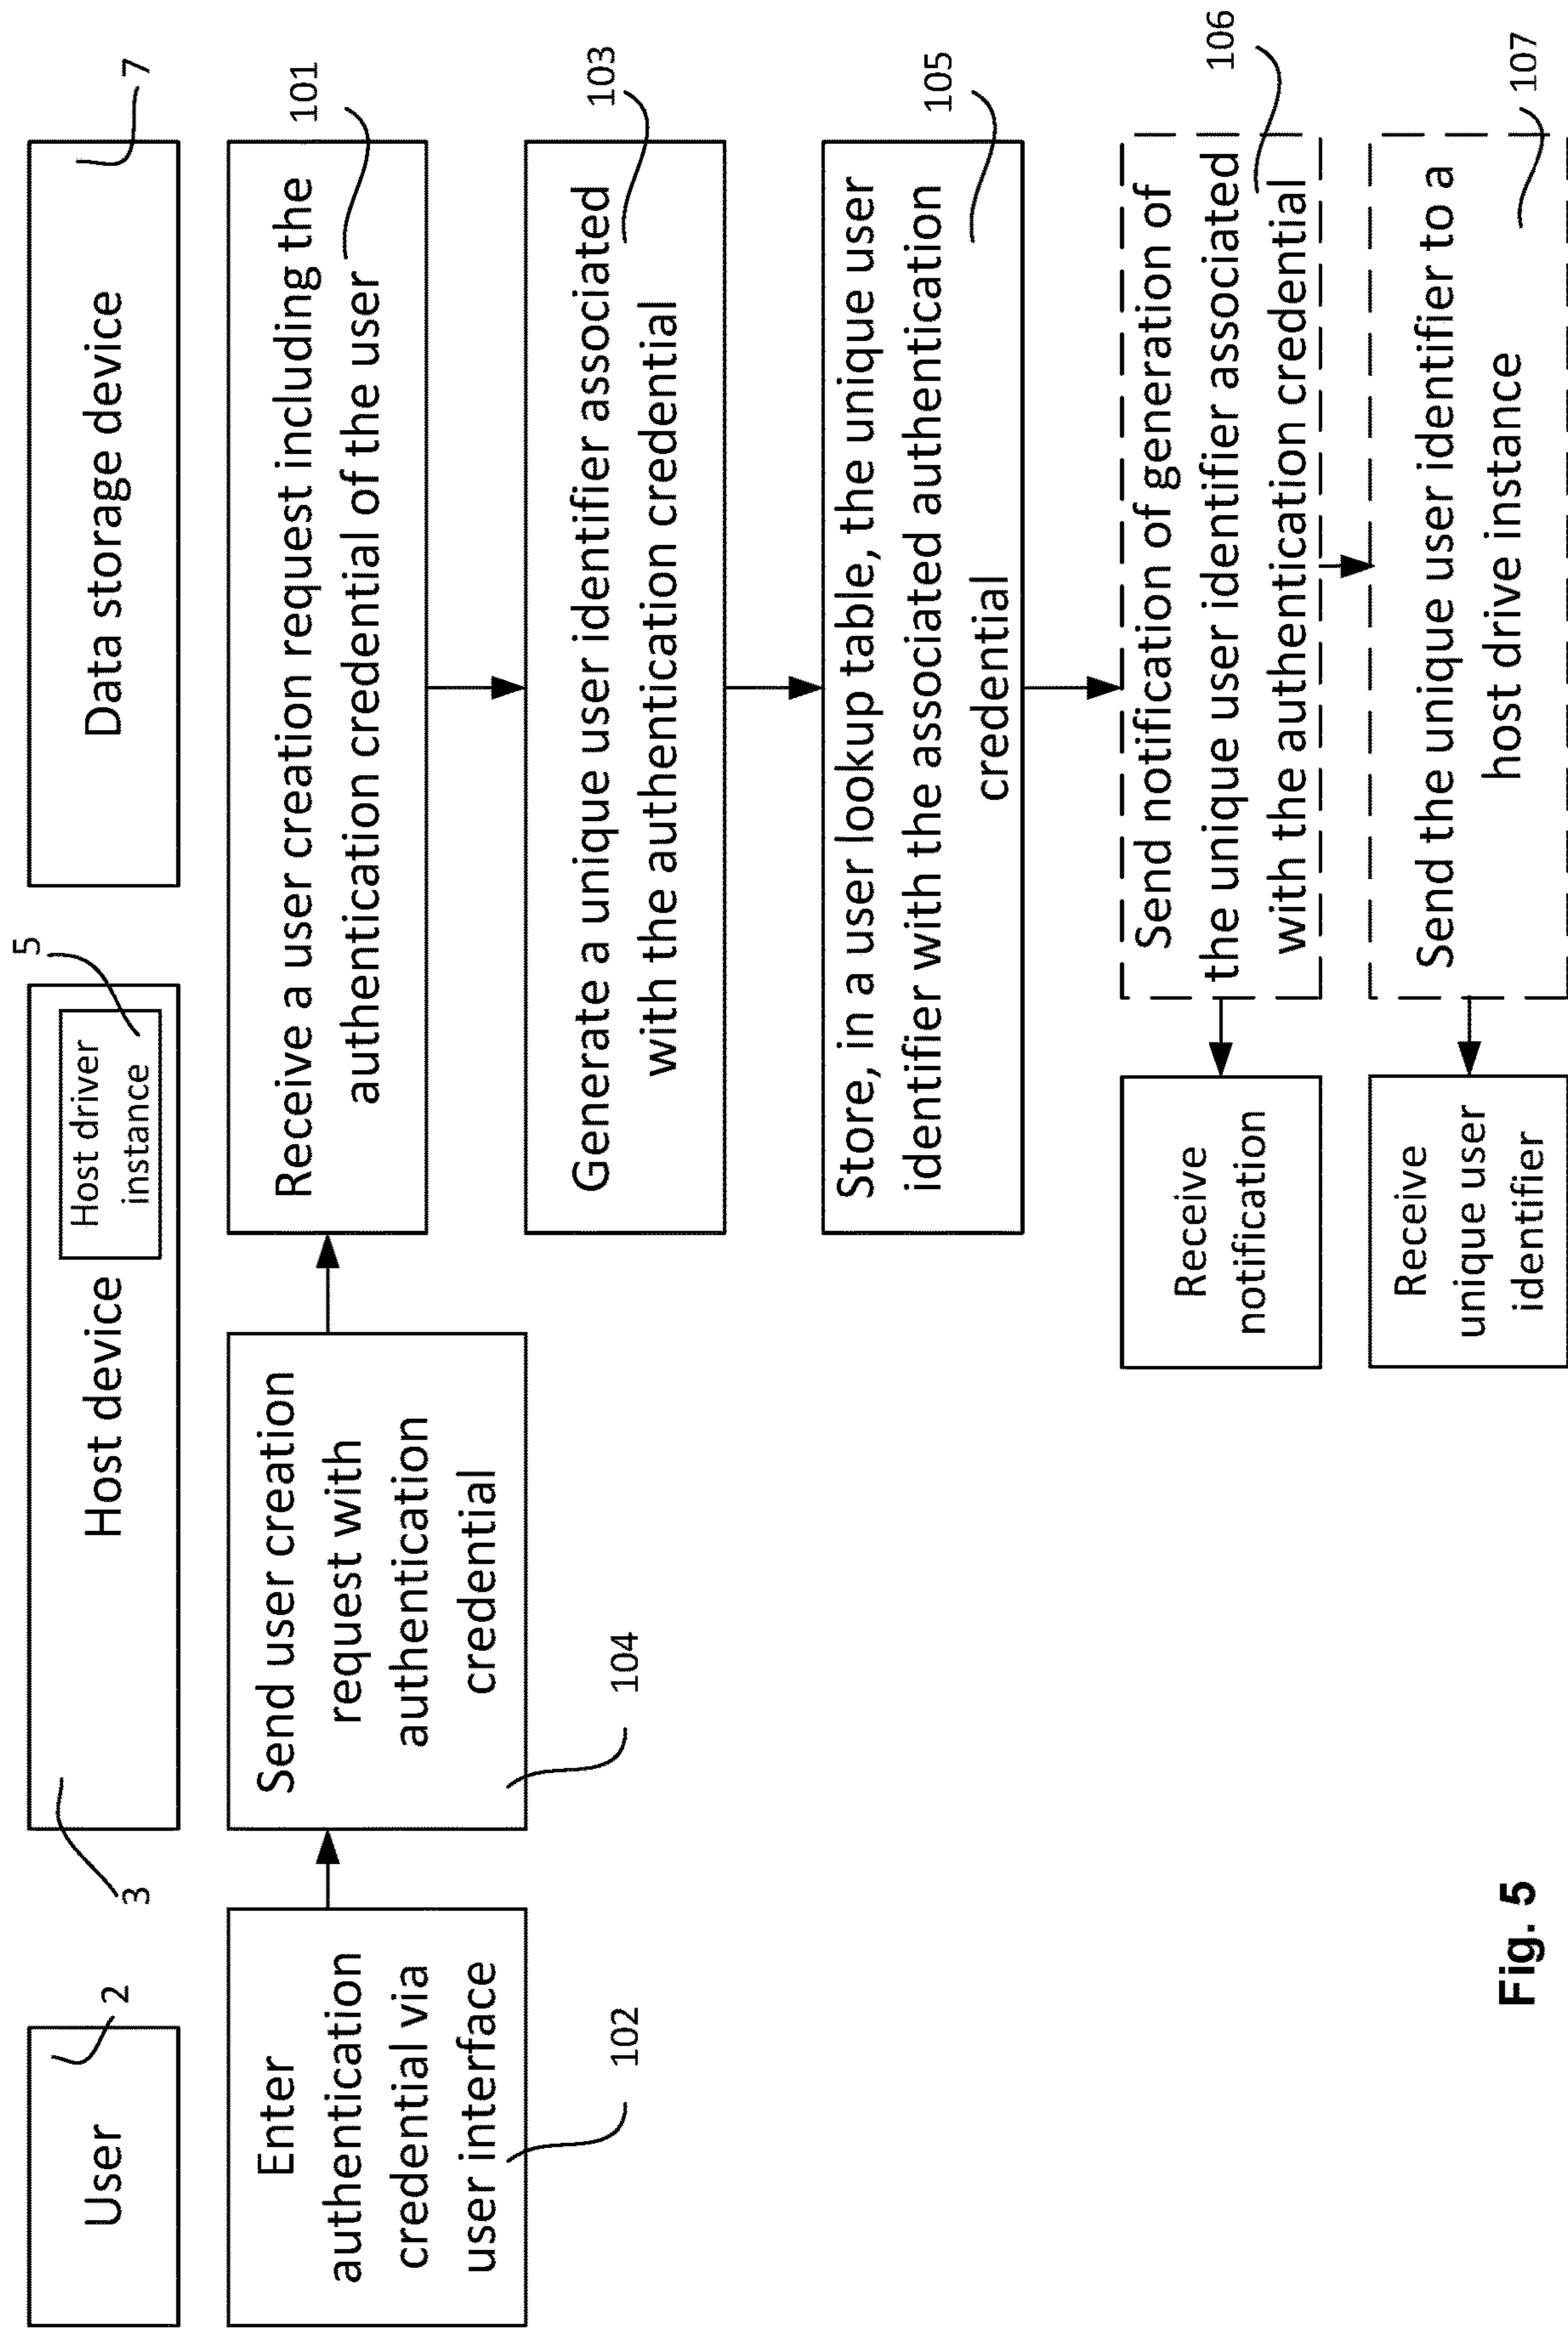 User
2
3
Host device
Host driver
instance
5
Data storage device
7
Enter
authentication
credential via
user interface
102
Send user creation
request with
authentication
credential
104
Receive a user creation request including the
authentication credential of the user
101
Generate a unique user identifier associated
with the authentication credential
103
Store, in a user lookup table, the unique user
identifier with the associated authentication
credential
105
Send notification of generation of
the unique user identifier associated
with the authentication credential
106
Receive
notification
Send the unique user identifier to a
host drive instance
107
Receive
unique user
identifier
Fig. 5